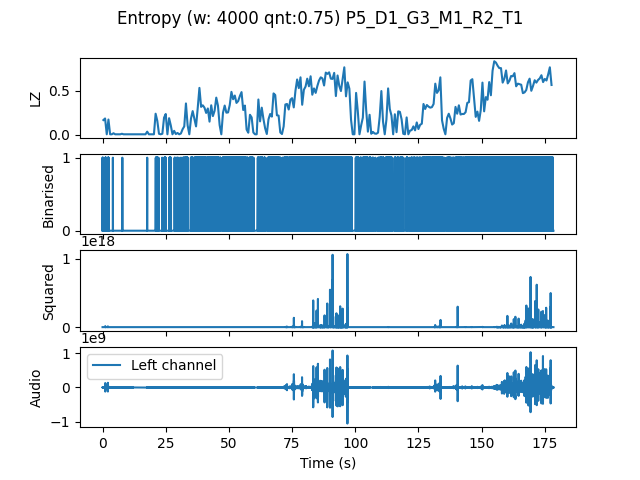 Entropy (w: 4000 qnt:0.75) P5_D1_G3_M1_R2_T1
LZ
0.5
0.0
Binarised
1
0
1e18
Squared
1
0
1e9
Audio
1
0
−1
Left channel
0 25 50 75 100 125 150 175
Time (s)